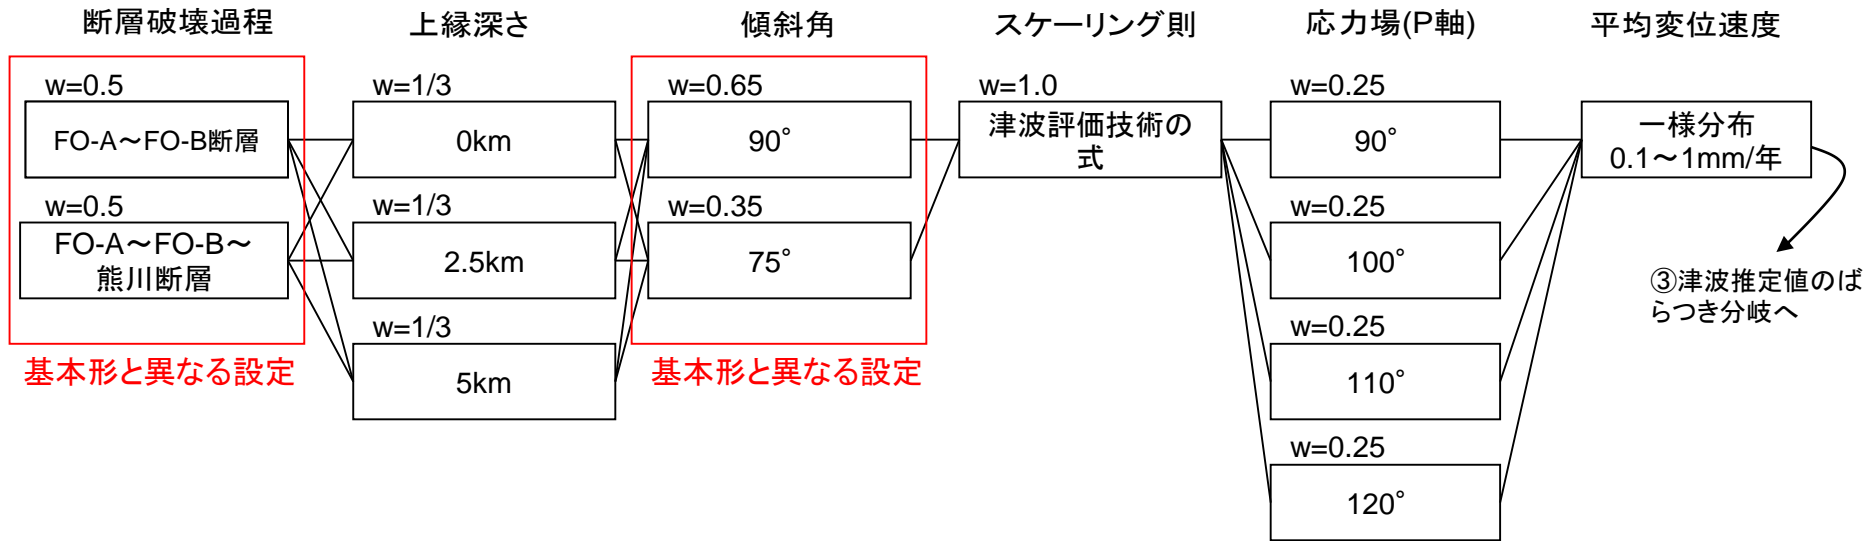 断層破壊過程
上縁深さ
傾斜角
スケーリング則
応力場(P軸)
平均変位速度
w=0.5
FO-A～FO-B断層
w=0.5
FO-A～FO-B～
熊川断層
基本形と異なる設定
w=1/3
0km
w=1/3
2.5km
w=1/3
5km
w=0.65
90°
w=0.35
75°
基本形と異なる設定
w=1.0
津波評価技術の
式
w=0.25
90°
w=0.25
100°
w=0.25
110°
w=0.25
120°
一様分布
0.1～1mm/年
③津波推定値のば
らつき分岐へ